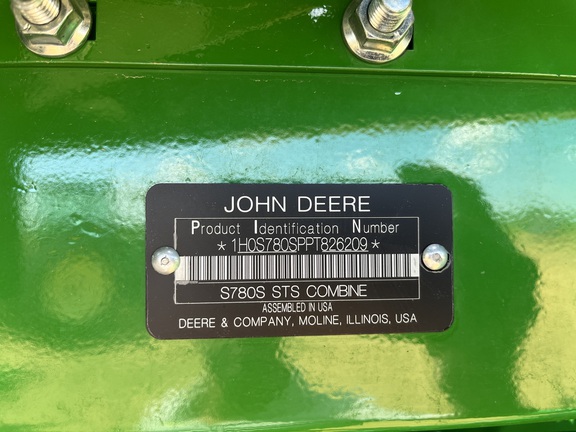 JOHN DEERE
Product Identification Number
*1H0S780SPPT826209*
S780S STS COMBINE
ASSEMBLED IN USA
DEERE & COMPANY, MOLINE, ILLINOIS, USA